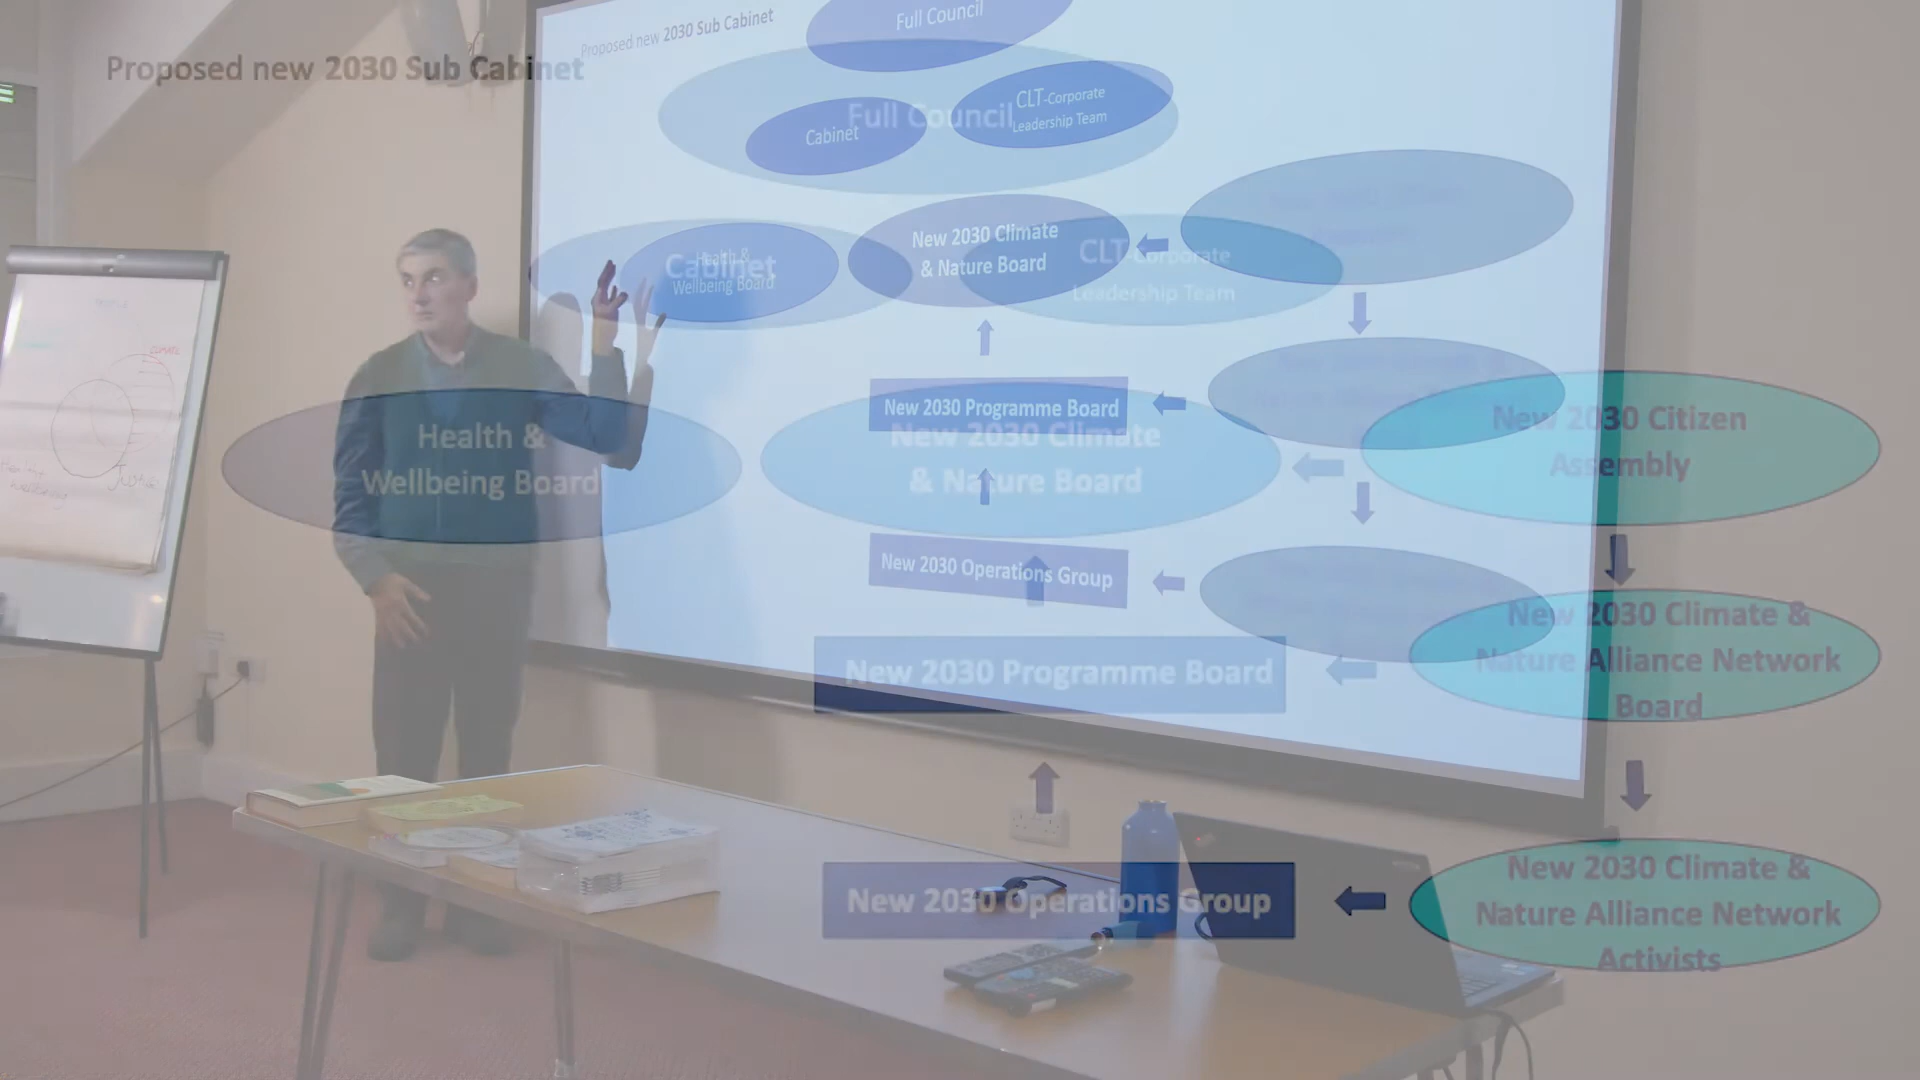 Proposed new 2030 Sub Cabinet
Full Council
Cabinet
CLT-Corporate
Leadership Team
Health &
Wellbeing Board
New 2030 Climate
& Nature Board
New 2030 Programme Board
New 2030 Operations Group
Proposed new 2030 Sub Cabinet
Full Council
Cabinet
CLT-Corporate
Leadership Team
Health &
Wellbeing Board
New 2030 Climate
& Nature Board
New 2030 Citizen
Assembly
New 2030 Programme Board
New 2030 Climate &
Nature Alliance Network
Board
New 2030 Operations Group
New 2030 Climate &
Nature Alliance Network
Activists
CLIMATE